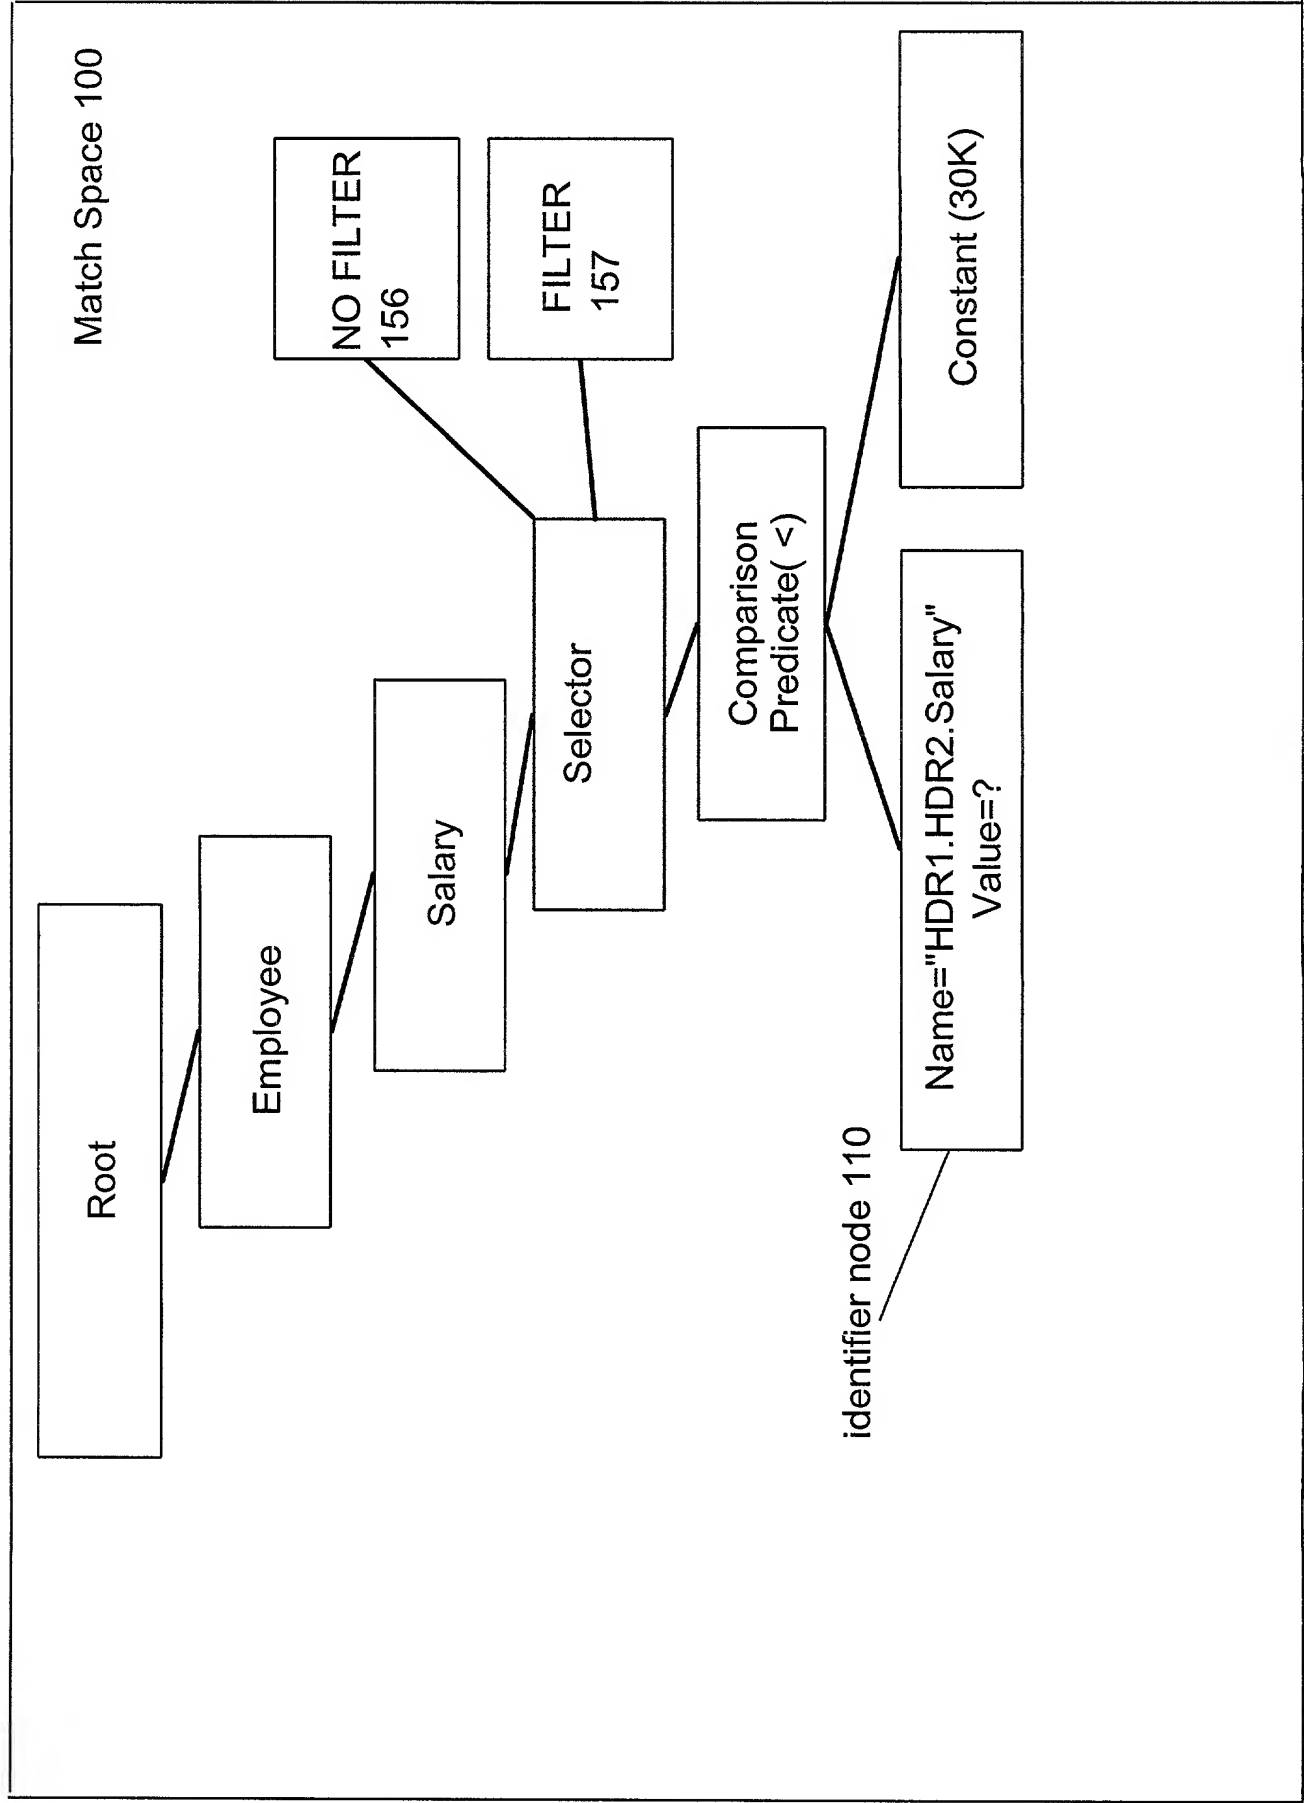 Match Space 100
Root
Employee
Salary
Selector
NO FILTER
156
FILTER
157
Comparison
Predicate( <)
identifier node 110
Name="HDR1.HDR2.Salary"
Value=?
Constant (30K)